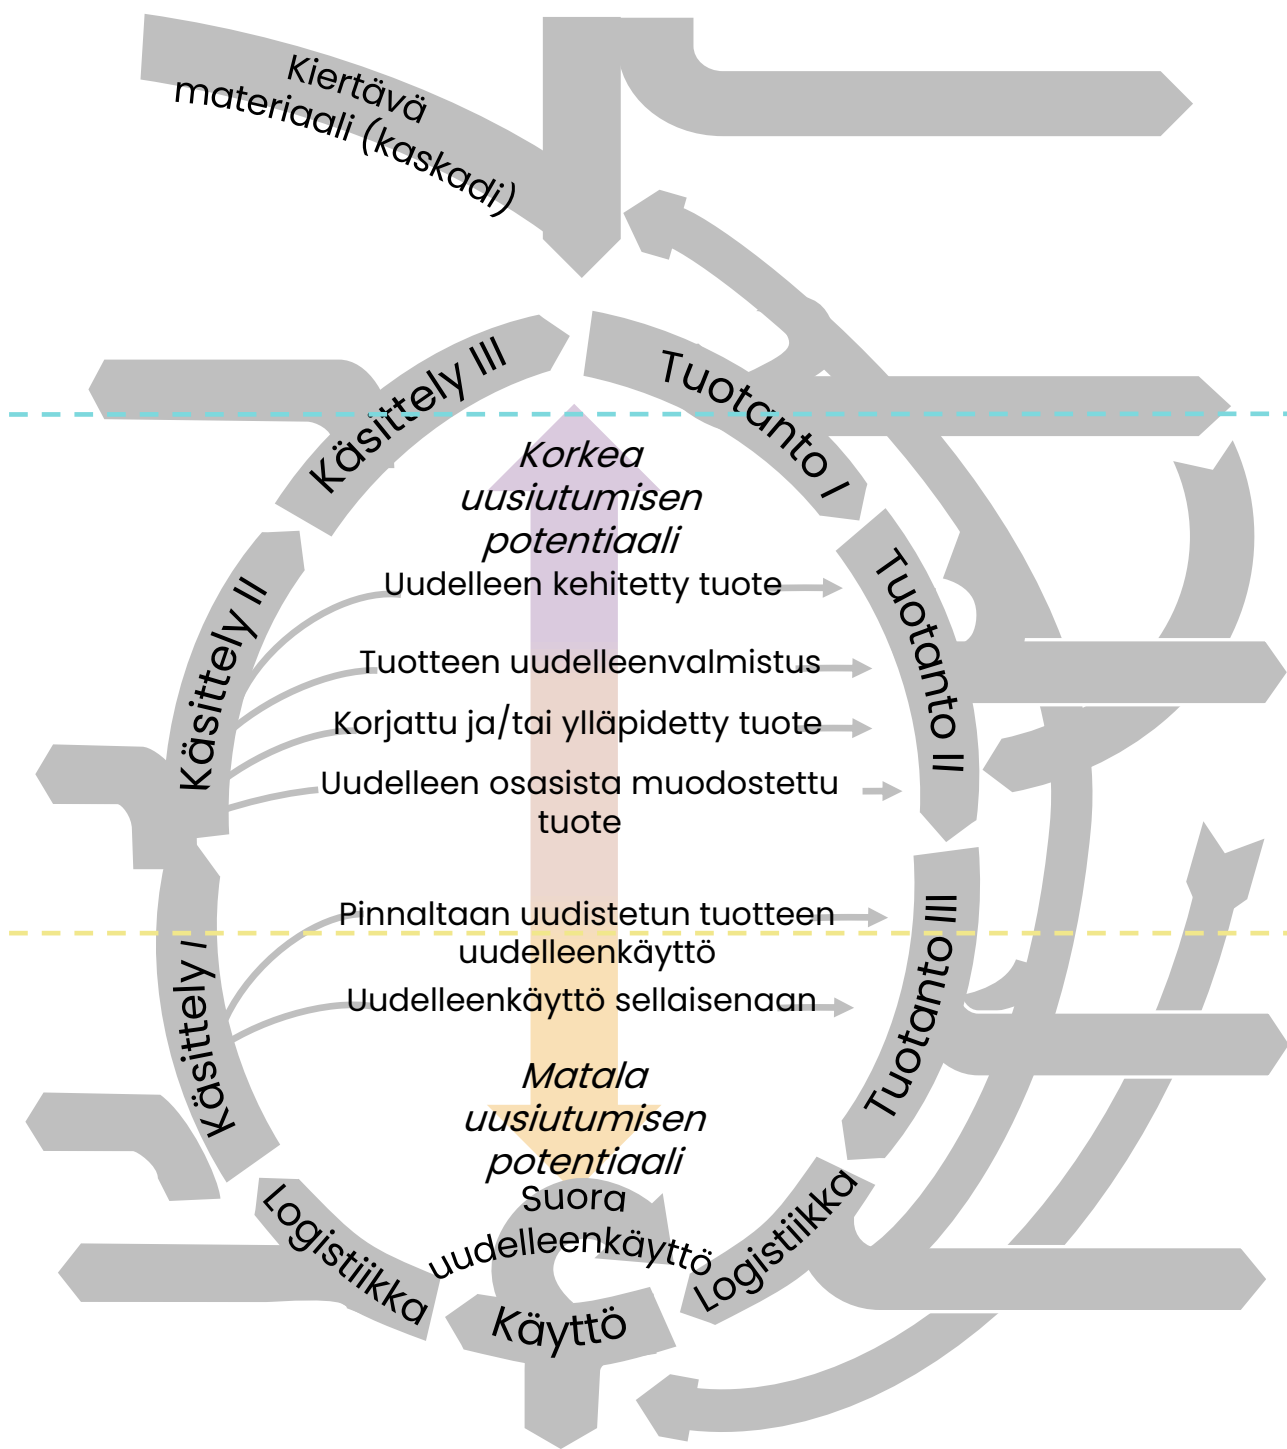 Kiertävä
materiaali (kaskadi)
Käsittely III
Tuotanto I
Korkea
uusiutumisen
potentiaali
Uudelleen kehitetty tuote
Käsittely II
Tuotanto II
Tuotteen uudelleenvalmistus
Korjattu ja/tai ylläpidetty tuote
Uudelleen osasista muodostettu
tuote
Pinnaltaan uudistetun tuotteen
uudelleenkäyttö
Uudelleenkäyttö sellaisenaan
Käsittely I
Tuotanto III
Matala
uusiutumisen
potentiaali
Suora
uudelleenkäyttö
Logistiikka
Logistiikka
Käyttö